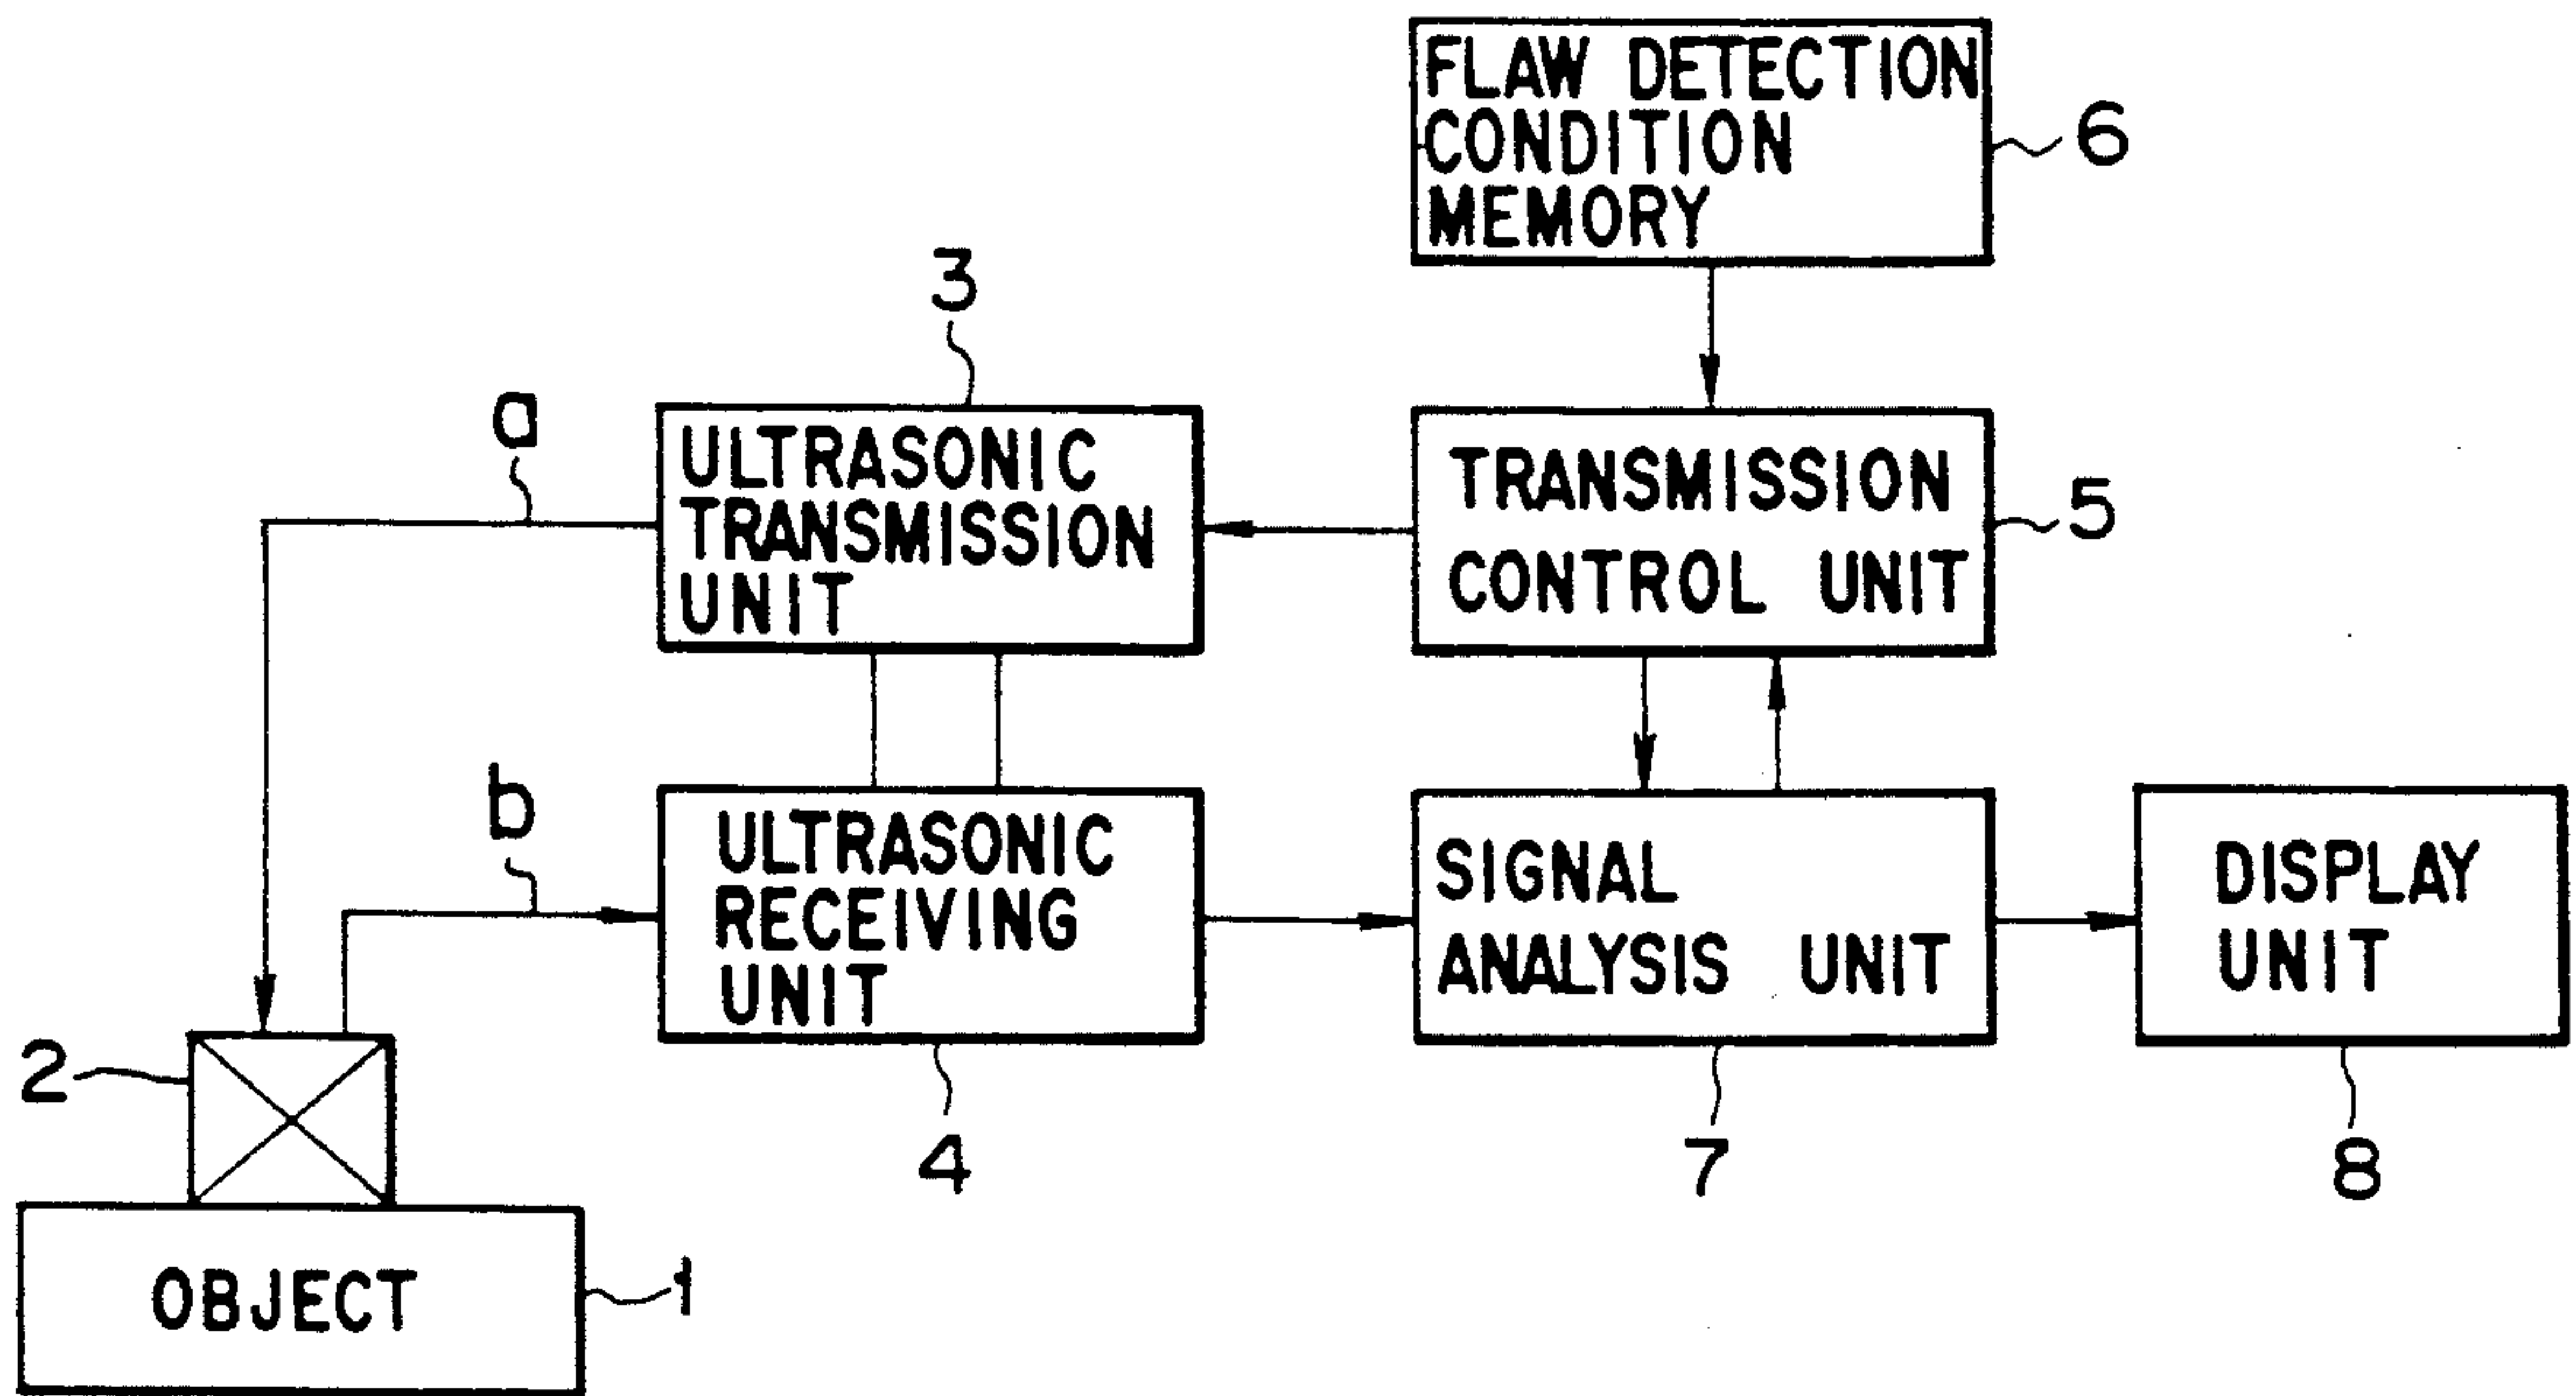 FLAW DETECTION
CONDITION
MEMORY
6
3
ULTRASONIC
TRANSMISSION
UNIT
a
TRANSMISSION
CONTROL UNIT
5
b
ULTRASONIC
RECEIVING
UNIT
4
SIGNAL
ANALYSIS UNIT
7
DISPLAY
UNIT
8
2
OBJECT
1